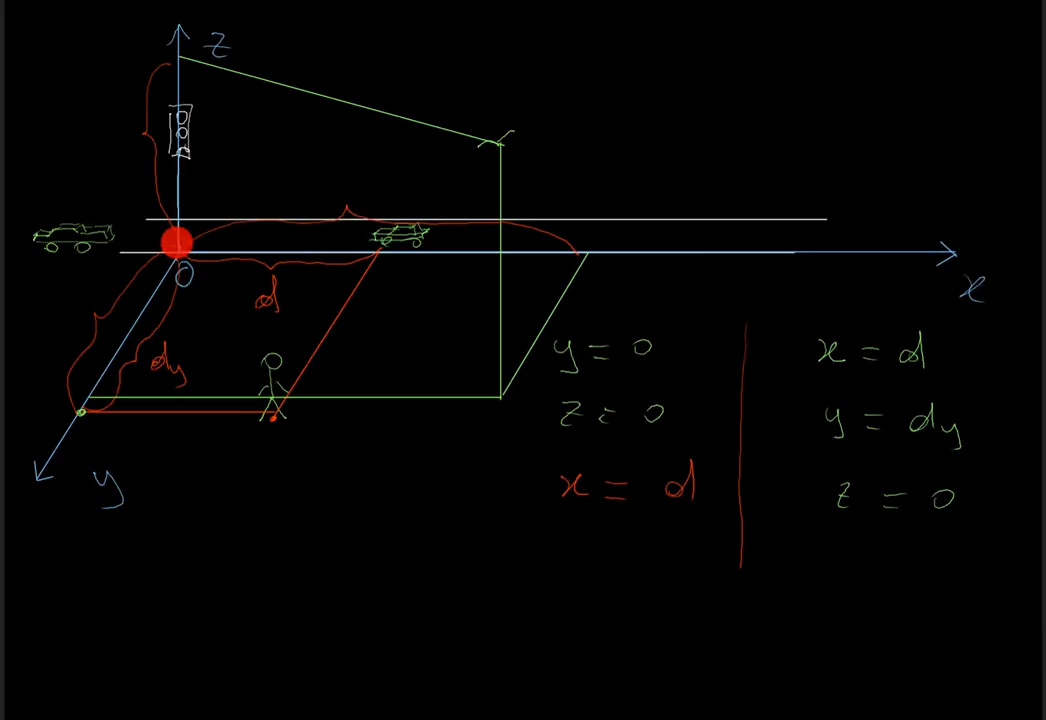 z
O
x
d
dy
y
y = 0
z = 0
x = d
x = d
y = dy
z = 0